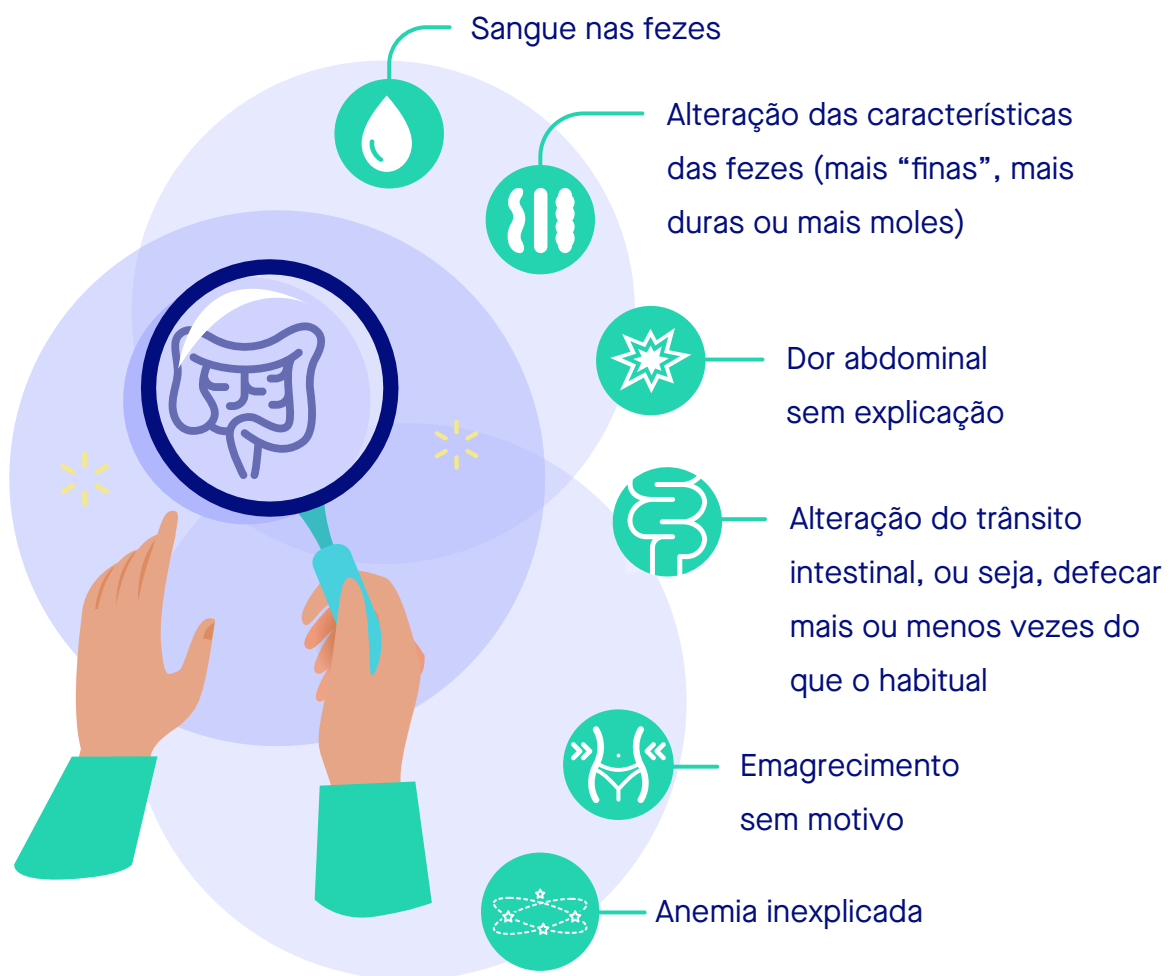 Sangue nas fezes
Alteração das características
das fezes (mais “finas”, mais
duras ou mais moles)
Dor abdominal
sem explicação
Alteração do trânsito
intestinal, ou seja, defecar
mais ou menos vezes do
que o habitual
Emagrecimento
sem motivo
Anemia inexplicada